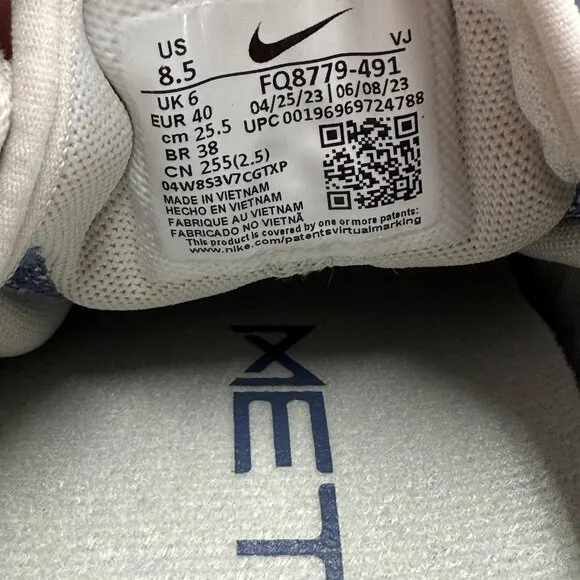 US
8.5
VJ
FQ8779-491
UK 6
EUR 40
cm 25.5
BR 38
CN 255(2.5)
04/25/23 06/08/23
UPC 00196969724788
04W8S3V7CGTXP
MADE IN VIETNAM
HECHO EN VIETNAM
FABRIQUE AU VIETNAM
FABRICADO NO VIETNÃ
This product is covered by one or more patents:
www.nike.com/patentsvirtualmarking
MET